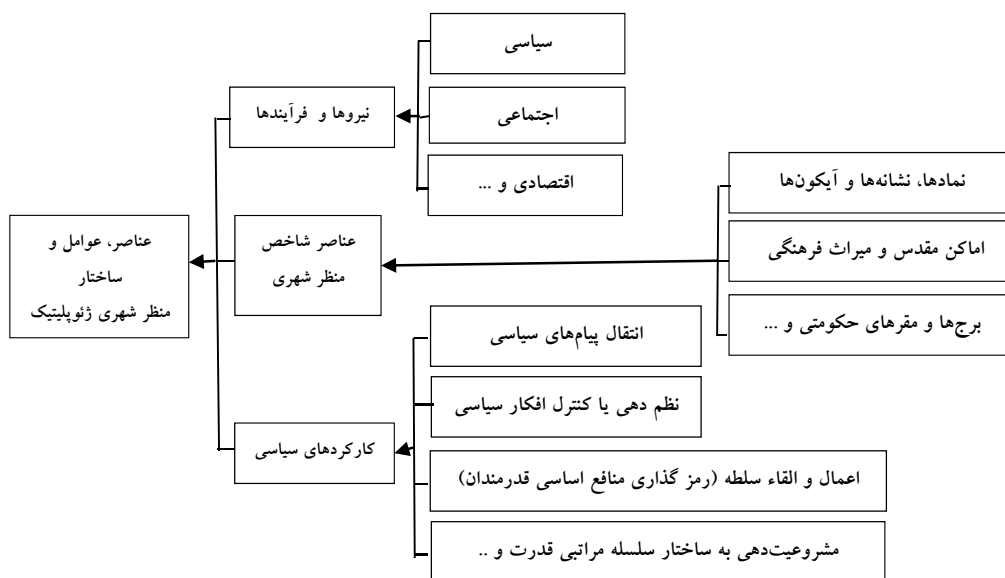 سیاسی
نیروها و فرآیندها
اجتماعی
اقتصادی و ...
نمادها، نشانه‌ها و آیکون‌ها
عناصر، عوامل و
ساختار
منظر شهری ژئوپلیتیک
عناصر شاخص
منظر شهری
اماکن مقدس و میراث فرهنگی
برج‌ها و مقرهای حکومتی و ...
انتقال پیام‌های سیاسی
نظم دهی یا کنترل افکار سیاسی
کارکردهای سیاسی
اعمال و القاء سلطه (رمز گذاری منافع اساسی قدرمندان)
مشروعیت‌دهی به ساختار سلسله مراتبی قدرت و ..